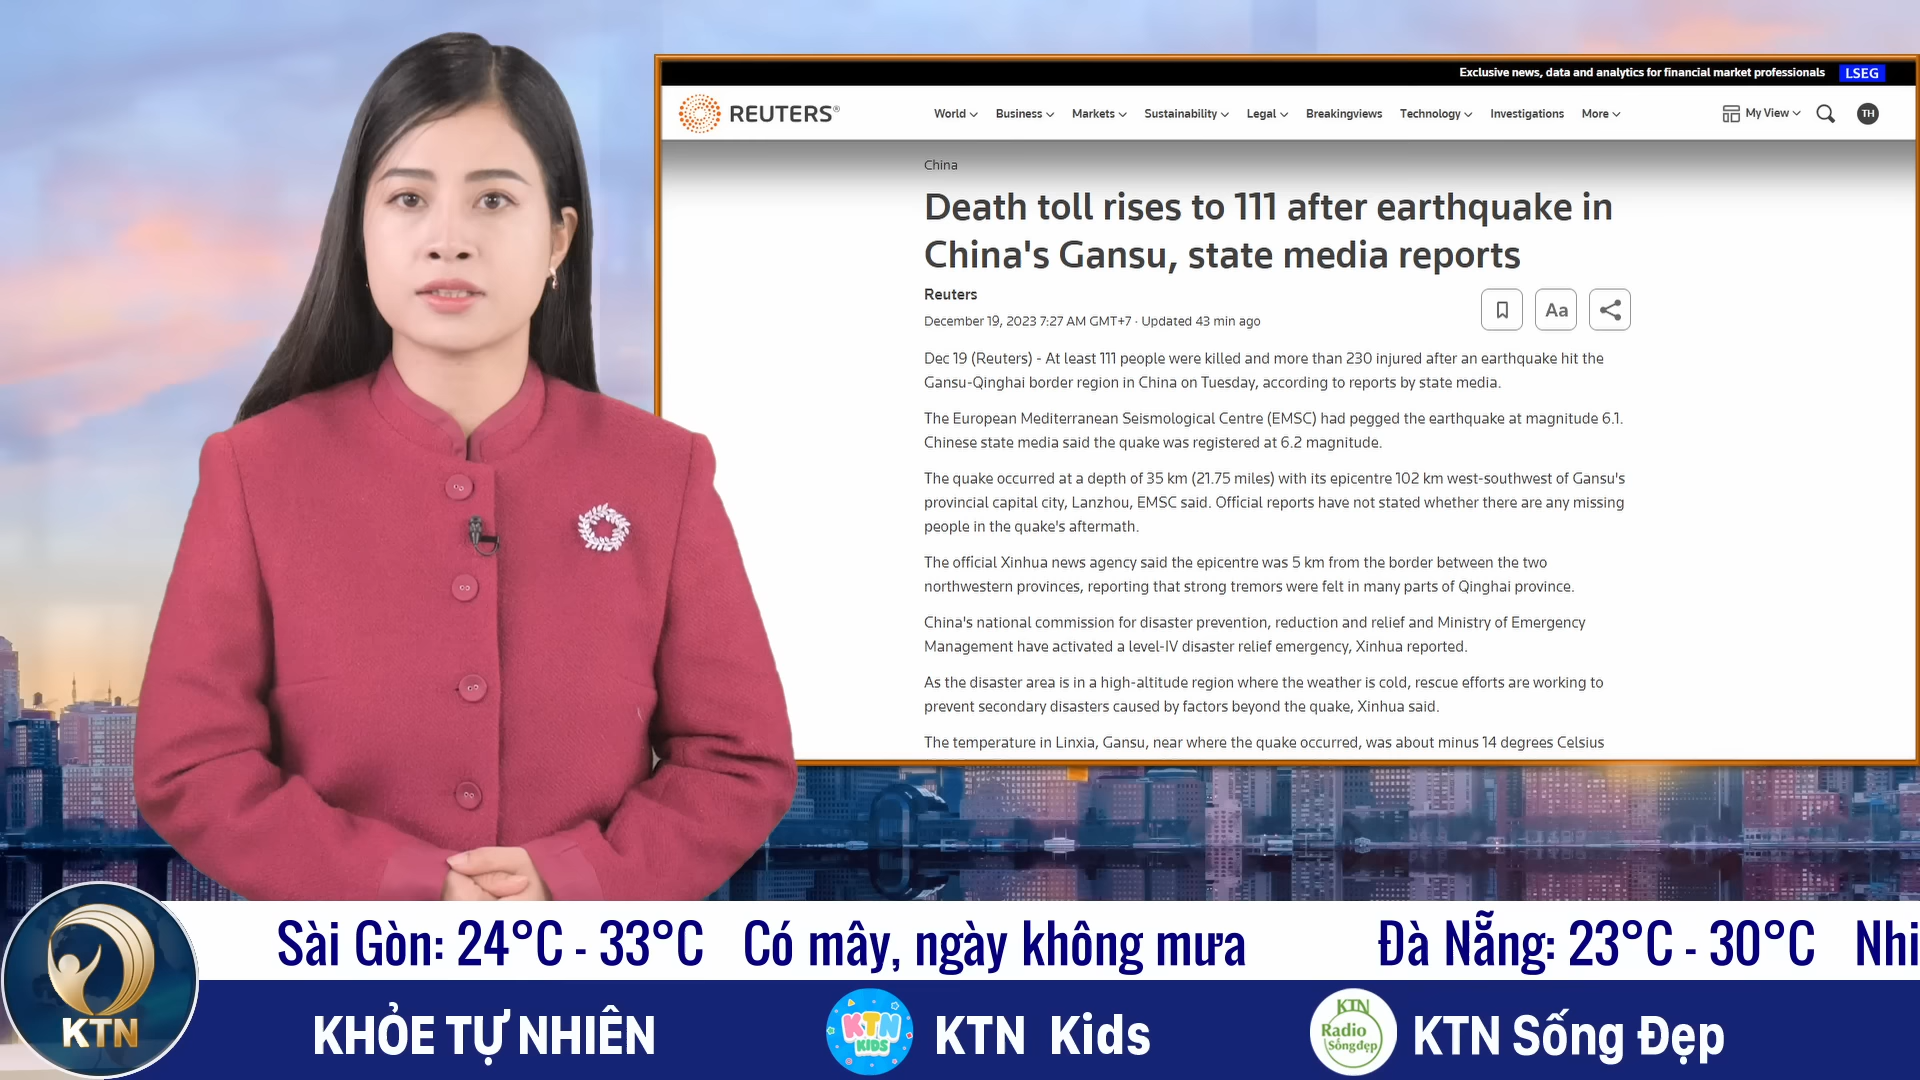 Exclusive news, data and analytics for financial market professionals LSEG
REUTERS®
World Business Markets Sustainability Legal Breakingviews Technology Investigations More
My View
TH
China
Death toll rises to 111 after earthquake in
China's Gansu, state media reports
Reuters
December 19, 2023 7:27 AM GMT+7 · Updated 43 min ago
Aa
Dec 19 (Reuters) - At least 111 people were killed and more than 230 injured after an earthquake hit the
Gansu-Qinghai border region in China on Tuesday, according to reports by state media.
The European Mediterranean Seismological Centre (EMSC) had pegged the earthquake at magnitude 6.1.
Chinese state media said the quake was registered at 6.2 magnitude.
The quake occurred at a depth of 35 km (21.75 miles) with its epicentre 102 km west-southwest of Gansu's
provincial capital city, Lanzhou, EMSC said. Official reports have not stated whether there are any missing
people in the quake's aftermath.
The official Xinhua news agency said the epicentre was 5 km from the border between the two
northwestern provinces, reporting that strong tremors were felt in many parts of Qinghai province.
China's national commission for disaster prevention, reduction and relief and Ministry of Emergency
Management have activated a level-IV disaster relief emergency, Xinhua reported.
As the disaster area is in a high-altitude region where the weather is cold, rescue efforts are working to
prevent secondary disasters caused by factors beyond the quake, Xinhua said.
The temperature in Linxia, Gansu, near where the quake occurred, was about minus 14 degrees Celsius
Sài Gòn: 24°C - 33°C Có mây, ngày không mưa Đà Nẵng: 23°C - 30°C Nhi
KTN
KHỎE TỰ NHIÊN
KTN
KIDS
KTN Kids
KTN
Radio
Sống đẹp
KTN Sống Đẹp